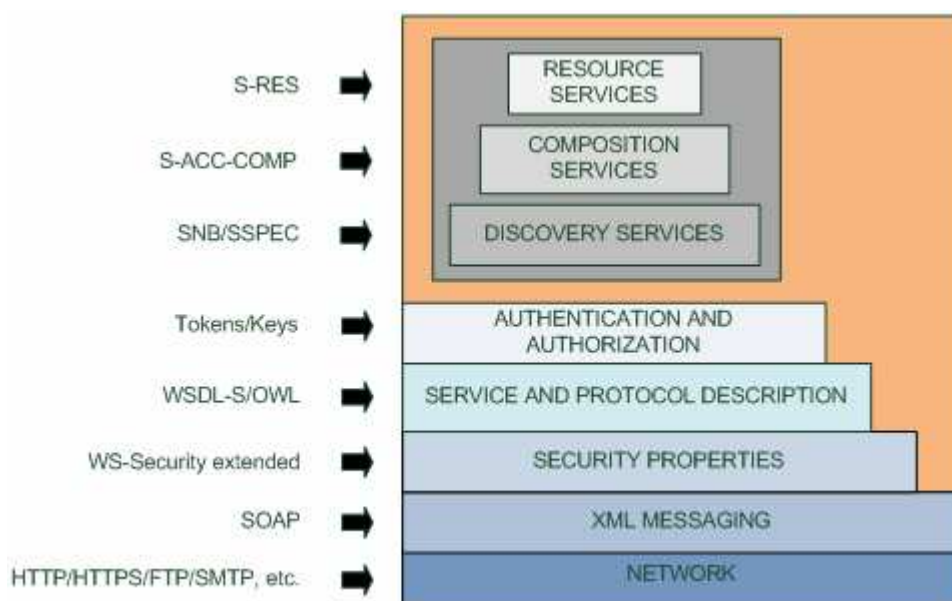 S-RES
RESOURCE
SERVICES
S-ACC-COMP
COMPOSITION
SERVICES
SNB/SSPEC
DISCOVERY SERVICES
Tokens/Keys
AUTHENTICATION AND
AUTHORIZATION
WSDL-S/OWL
SERVICE AND PROTOCOL DESCRIPTION
WS-Security extended
SECURITY PROPERTIES
SOAP
XML MESSAGING
HTTP/HTTPS/FTP/SMTP, etc.
NETWORK